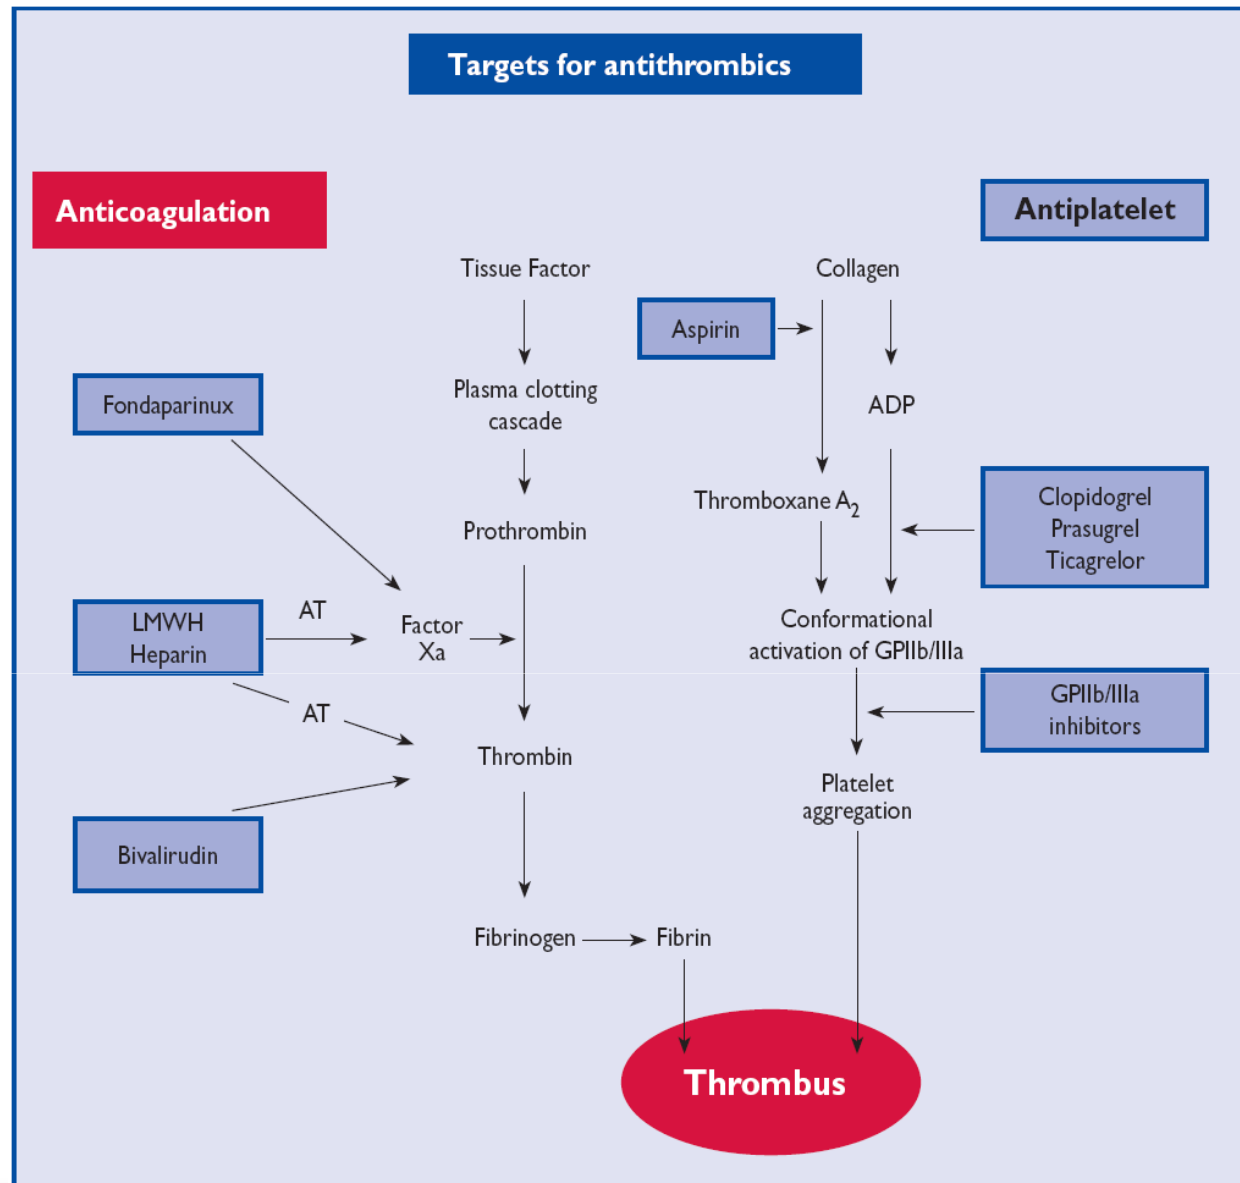 Targets for antithrombics
Anticoagulation
Antiplatelet
Tissue Factor
Collagen
Aspirin
Plasma clotting
cascade
Fondaparinux
ADP
Thromboxane A₂
Clopidogrel
Prasugrel
Ticagrelor
Prothrombin
LMWH
Heparin
AT
Factor
Xa
Conformational
activation of GPIIb/IIIa
AT
GPIIb/IIIa
inhibitors
Thrombin
Platelet
aggregation
Bivalirudin
Fibrinogen
Fibrin
Thrombus